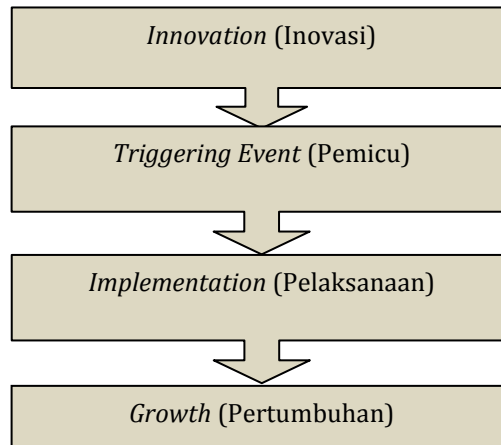 Innovation (Inovasi)
Triggering Event (Pemicu)
Implementation (Pelaksanaan)
Growth (Pertumbuhan)